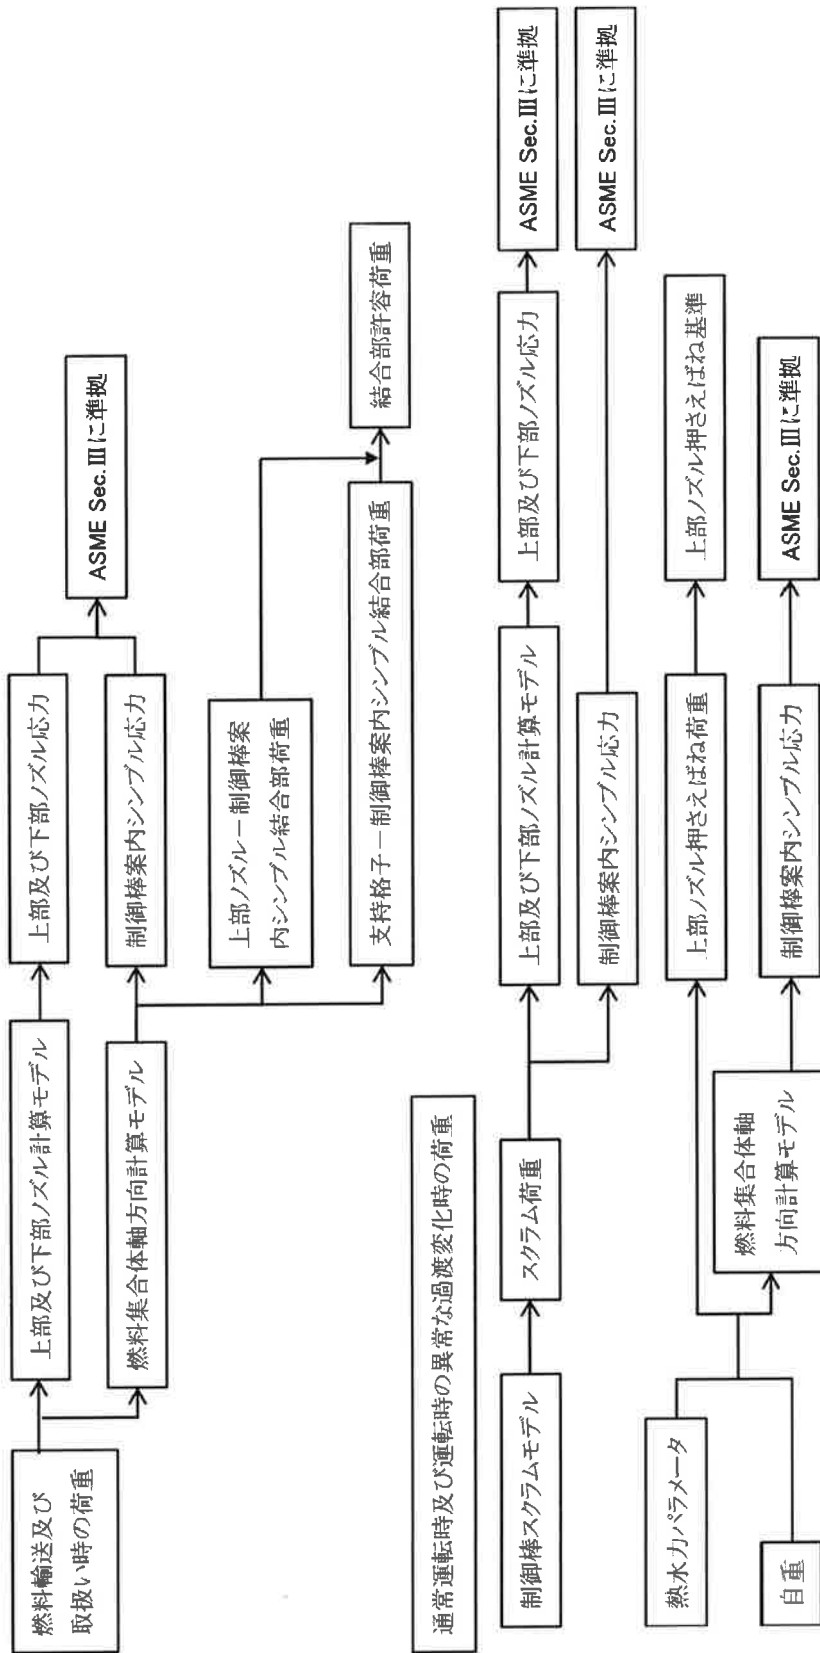 燃料輸送及び
取扱い時の荷重
上部及び下部ノズル計算モデル
上部及び下部ノズル応力
ASME Sec.Ⅲに準拠
燃料集合体軸方向計算モデル
制御棒案内シンブル応力
上部ノズル－制御棒案
内シンブル結合部荷重
支持格子－制御棒案内シンブル結合部荷重
結合部許容荷重
通常運転時及び運転時の異常な過渡変化時の荷重
制御棒スクラムモデル
スクラム荷重
上部及び下部ノズル計算モデル
上部及び下部ノズル応力
ASME Sec.Ⅲに準拠
制御棒案内シンブル応力
ASME Sec.Ⅲに準拠
熱水力パラメータ
自重
上部ノズル押さえばね荷重
上部ノズル押さえばね基準
燃料集合体軸
方向計算モデル
制御棒案内シンブル応力
ASME Sec.Ⅲに準拠